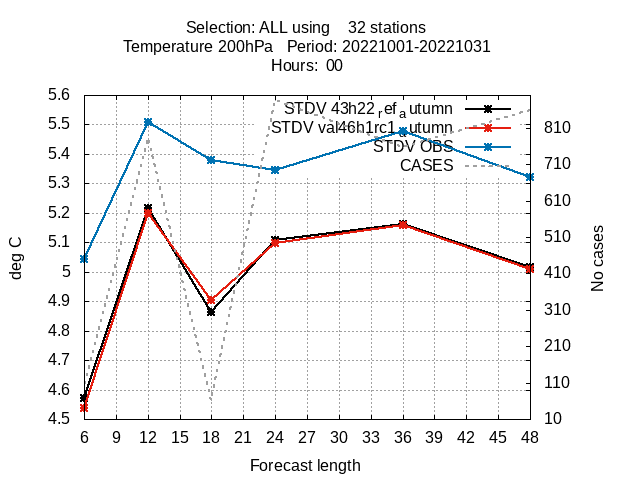 Selection: ALL using    32 stations
Temperature 200hPa   Period: 20221001-20221031
Hours:  00
STDV 43h22ref_autumn
STDV val46h1rc1_autumn
STDV OBS
CASES
5.6
5.5
5.4
5.3
5.2
5.1
5
4.9
4.8
4.7
4.6
4.5
deg C
810
710
610
510
410
310
210
110
10
No cases
6 9 12 15 18 21 24 27 30 33 36 39 42 45 48
Forecast length